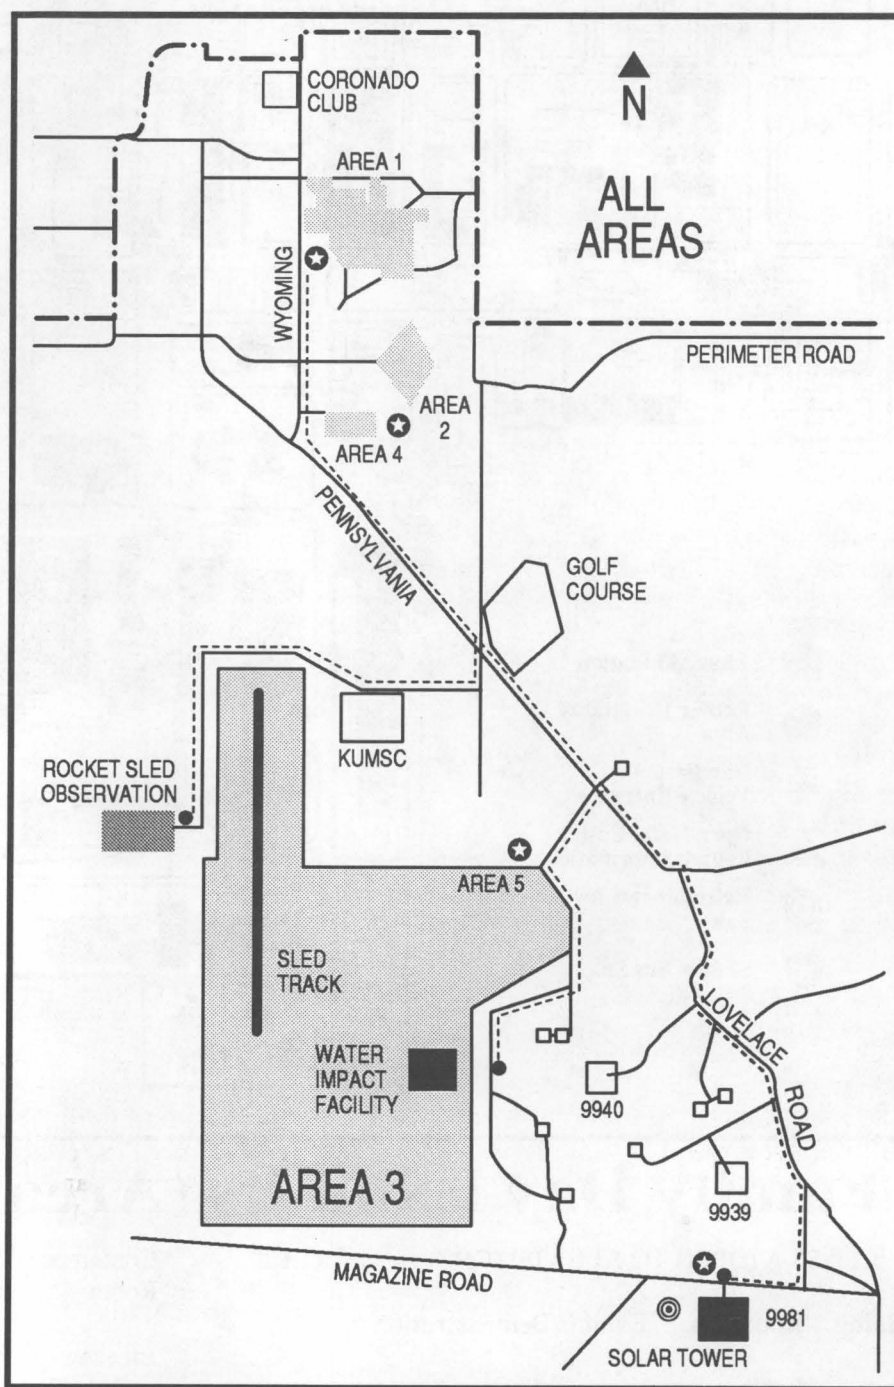 CORONADO
CLUB
N
AREA 1
ALL
AREAS
WYOMING
PERIMETER ROAD
AREA
2
AREA 4
PENNSYLVANIA
GOLF
COURSE
KUMSC
ROCKET SLED
OBSERVATION
AREA 5
SLED
TRACK
LOVELACE
ROAD
WATER
IMPACT
FACILITY
9940
AREA 3
9939
MAGAZINE ROAD
9981
SOLAR TOWER